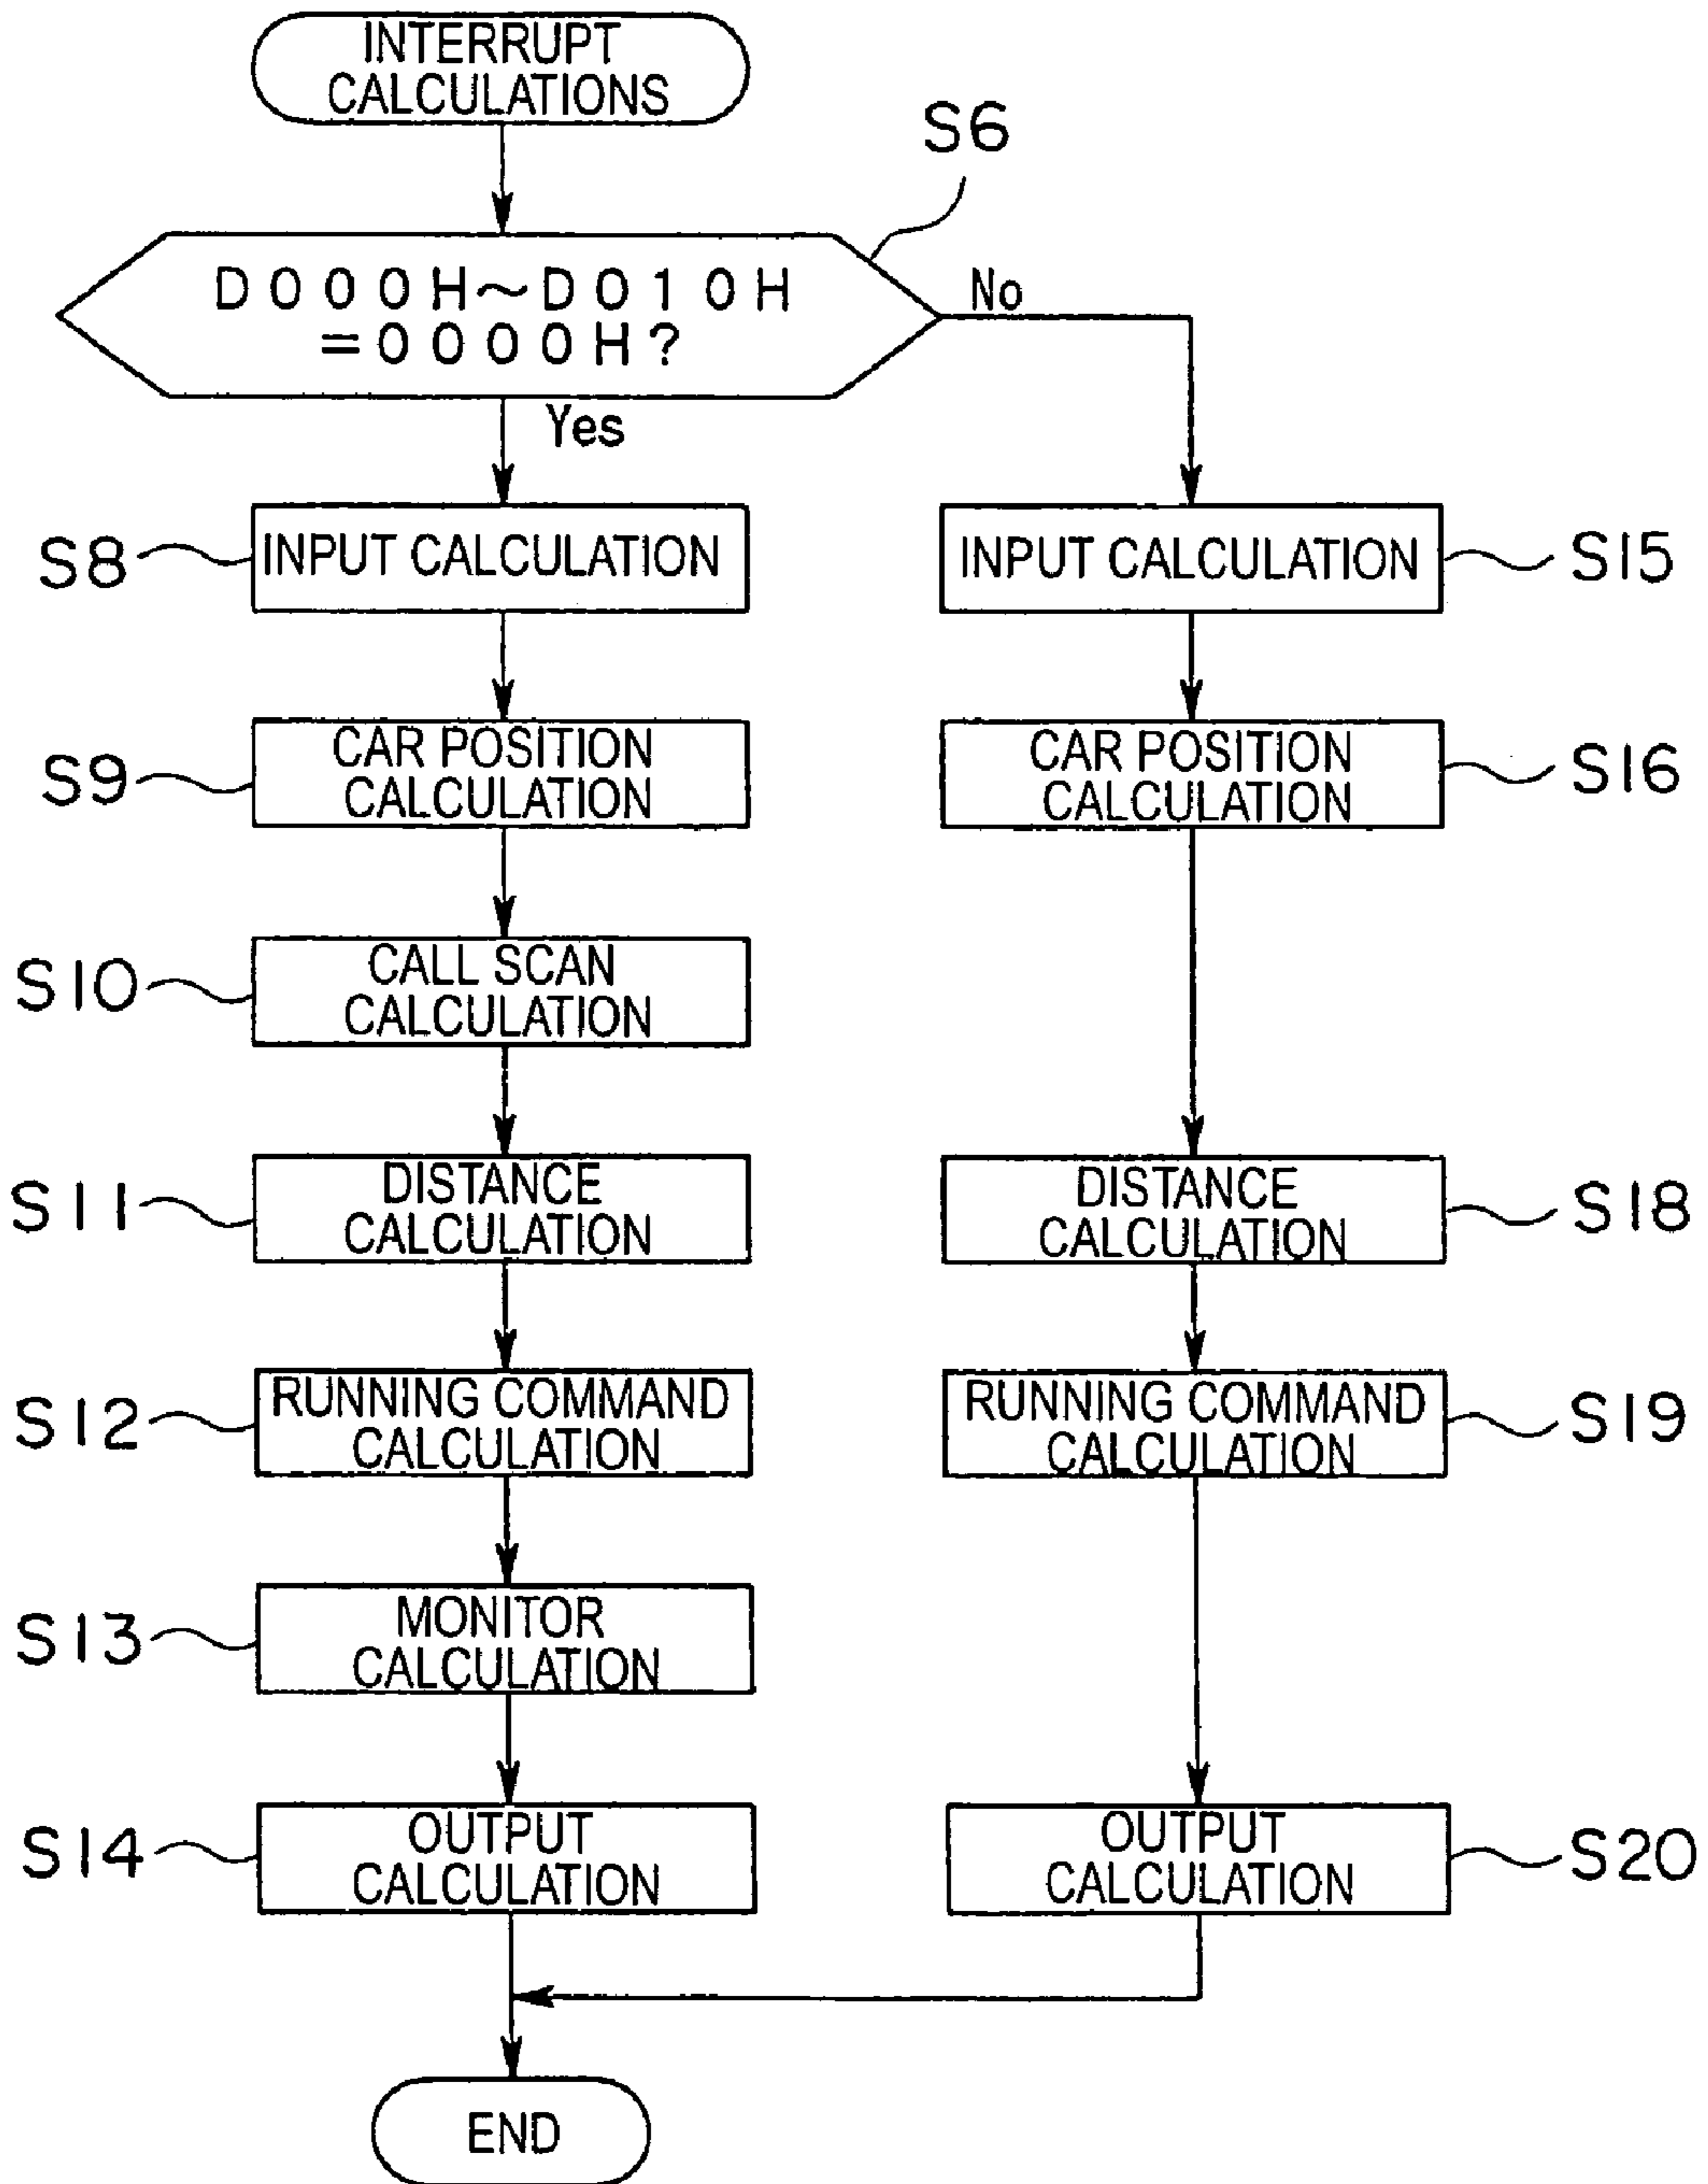 INTERRUPT
CALCULATIONS
S6
D000H~D010H
=0000H?
No
Yes
S8
INPUT CALCULATION
INPUT CALCULATION
S15
S9
CAR POSITION
CALCULATION
CAR POSITION
CALCULATION
S16
S10
CALL SCAN
CALCULATION
S11
DISTANCE
CALCULATION
DISTANCE
CALCULATION
S18
S12
RUNNING COMMAND
CALCULATION
RUNNING COMMAND
CALCULATION
S19
S13
MONITOR
CALCULATION
S14
OUTPUT
CALCULATION
OUTPUT
CALCULATION
S20
END